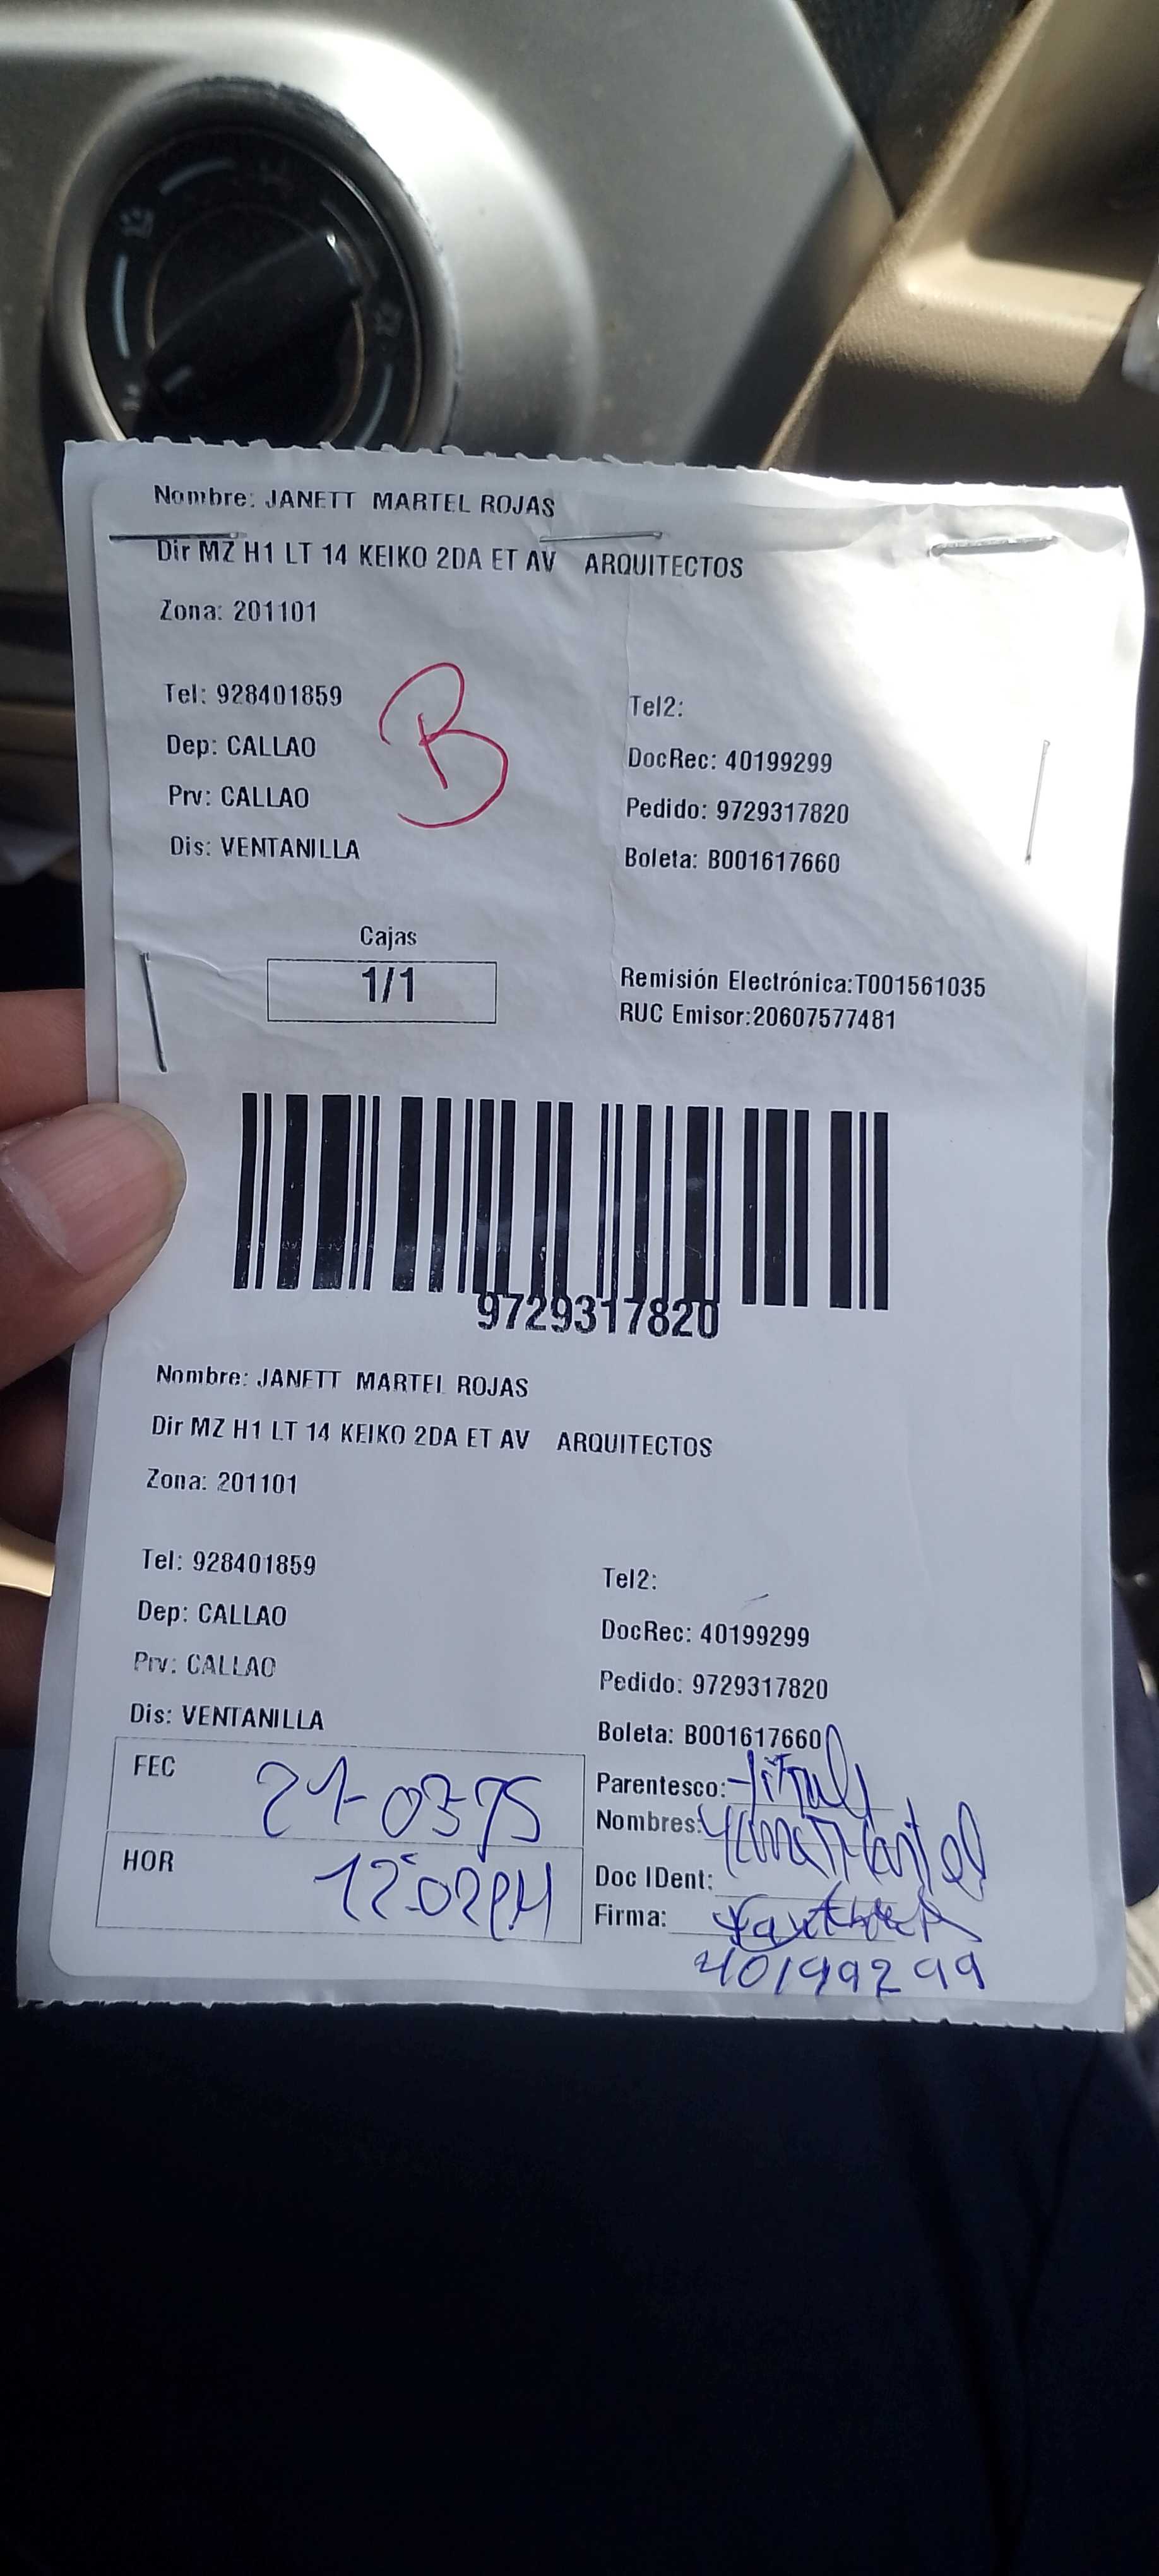 Nombre: JANETT MARTEL ROJAS
Dir MZ H1 LT 14 KEIKO 2DA ET AV ARQUITECTOS
Zona: 201101
Tel: 928401859
Tel2:
Dep: CALLAO
DocRec: 40199299
Prv: CALLAO
Pedido: 9729317820
Dis: VENTANILLA
Boleta: B001617660
B
Cajas
1/1
Remisión Electrónica:T001561035
RUC Emisor:20607577481
9729317820
Nombre: JANETT MARTEL ROJAS
Dir MZ H1 LT 14 KEIKO 2DA ET AV ARQUITECTOS
Zona: 201101
Tel: 928401859
Tel2:
Dep: CALLAO
DocRec: 40199299
Prv: CALLAO
Pedido: 9729317820
Dis: VENTANILLA
Boleta: B001617660
FEC
Parentesco:
Nombres: Martel
HOR 12:02PM
Doc IDent:
Firma:
40199299